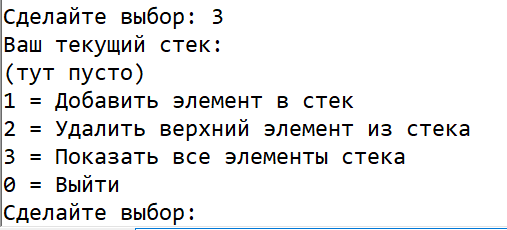 Сделайте выбор: 3
Ваш текущий стек:
(тут пусто)
1 = Добавить элемент в стек
2 = Удалить верхний элемент из стека
3 = Показать все элементы стека
0 = Выйти
Сделайте выбор: